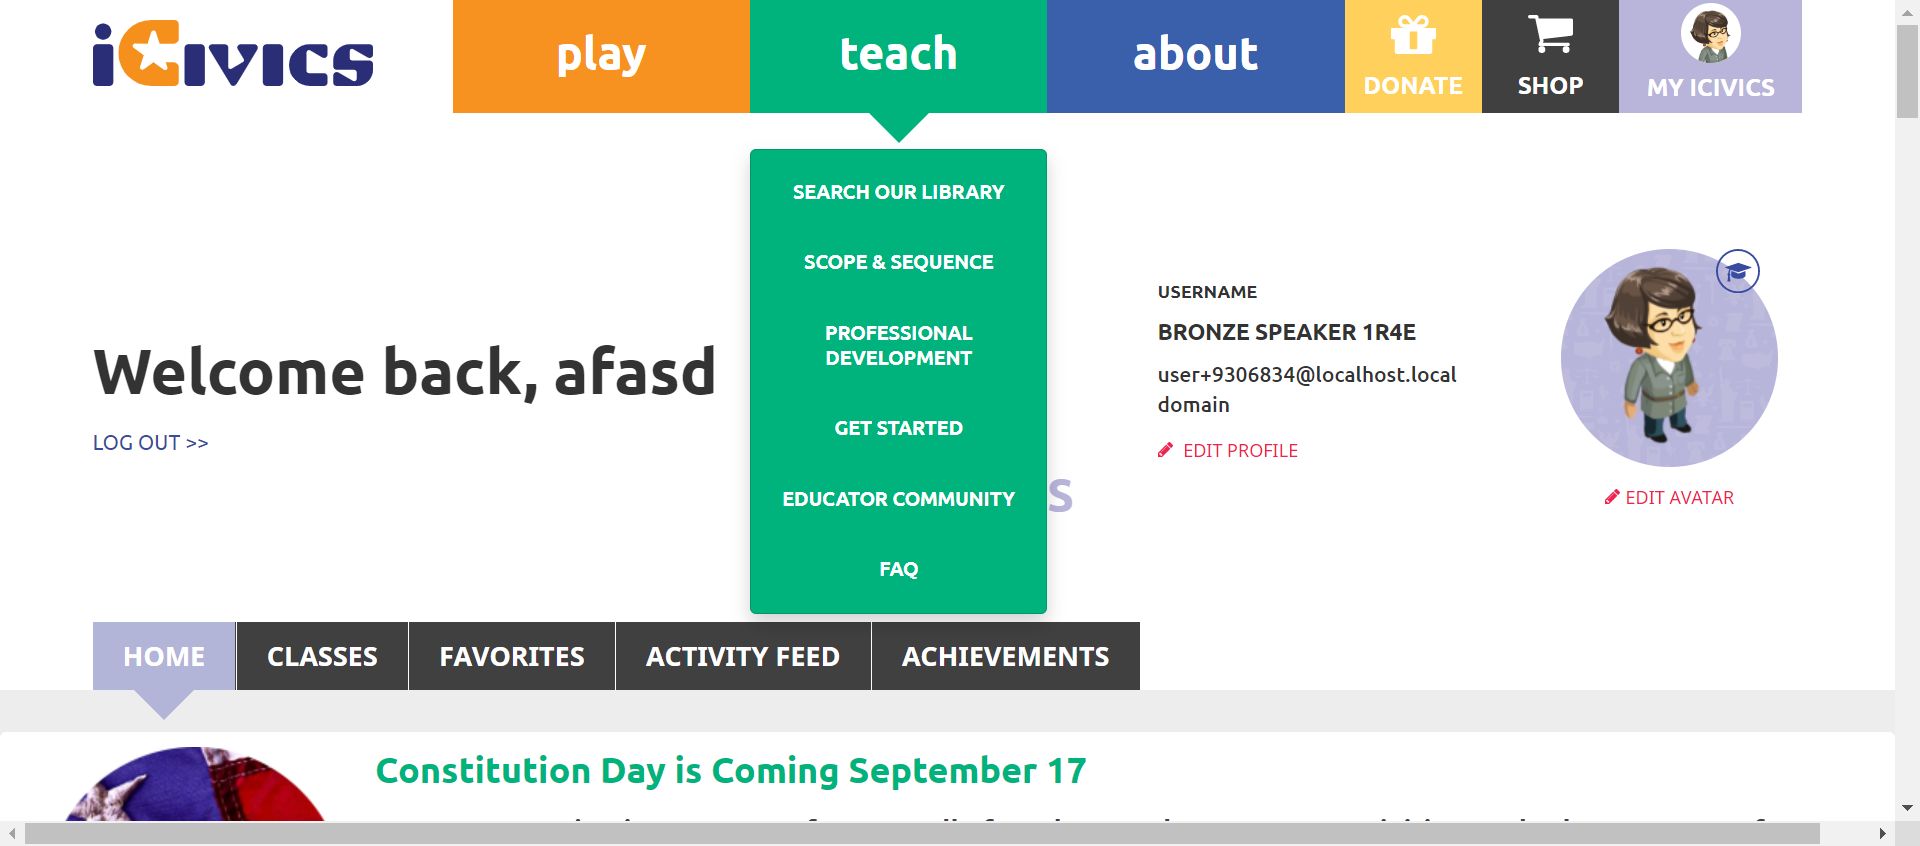 iCivics
play
teach
about
DONATE
SHOP
MY ICIVICS
SEARCH OUR LIBRARY
SCOPE & SEQUENCE
PROFESSIONAL
DEVELOPMENT
GET STARTED
EDUCATOR COMMUNITY
FAQ
Welcome back, afasd
LOG OUT >>
USERNAME
BRONZE SPEAKER 1R4E
user+9306834@localhost.local
domain
EDIT PROFILE
EDIT AVATAR
HOME
CLASSES
FAVORITES
ACTIVITY FEED
ACHIEVEMENTS
Constitution Day is Coming September 17